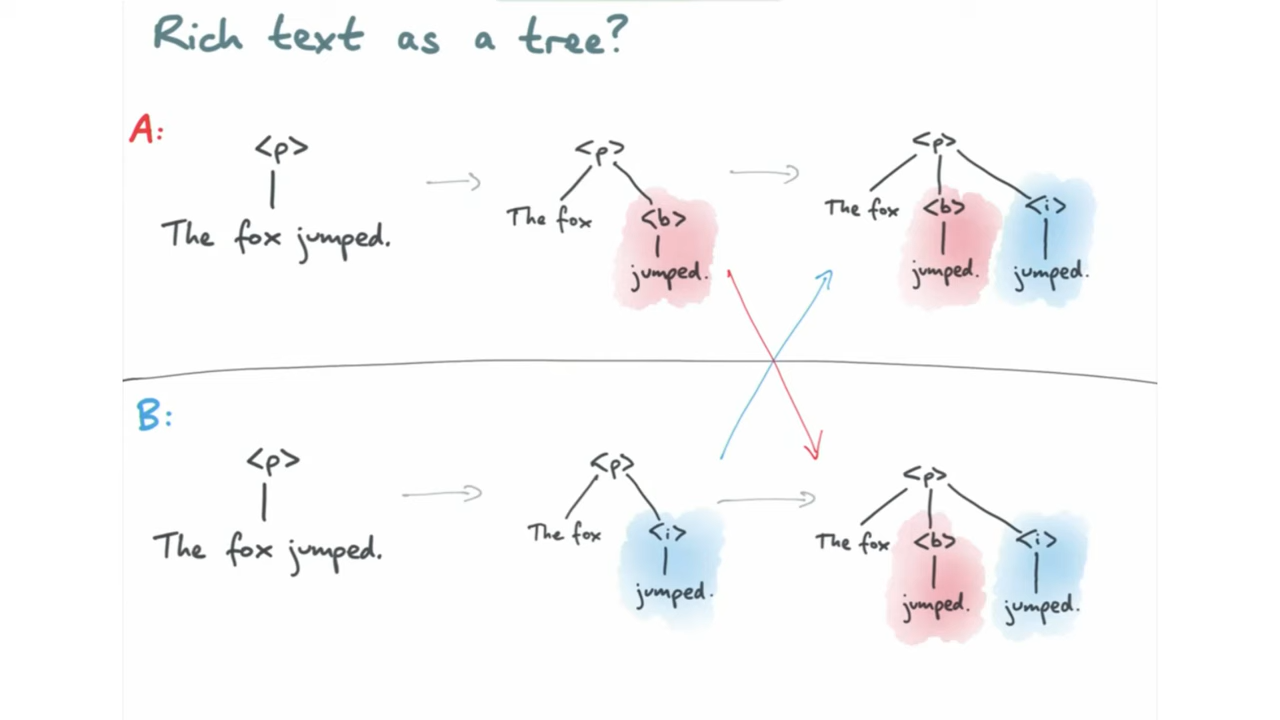 Rich text as a tree?
A:
<p>
The fox jumped.
<p>
The fox
<b>
jumped.
<p>
The fox
<b>
jumped.
<i>
jumped.
B:
<p>
The fox jumped.
<p>
The fox
<i>
jumped.
<p>
The fox
<b>
jumped.
<i>
jumped.